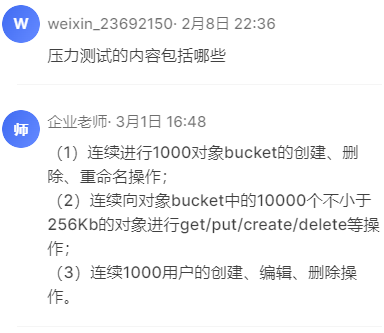 W
weixin_23692150· 2月8日 22:36
压力测试的内容包括哪些
师
企业老师· 3月1日 16:48
（1）连续进行1000对象bucket的创建、删
除、重命名操作；
（2）连续向对象bucket中的10000个不小于
256Kb的对象进行get/put/create/delete等操
作；
（3）连续1000用户的创建、编辑、删除操
作。